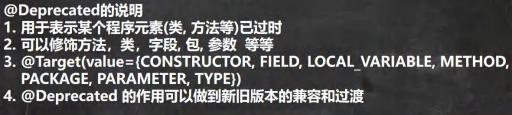 @Deprecated的说明
1. 用于表示某个程序元素(类, 方法等)已过时
2. 可以修饰方法，类，字段, 包, 参数 等等
3. @Target(value={CONSTRUCTOR, FIELD, LOCAL_VARIABLE, METHOD,
PACKAGE, PARAMETER, TYPE})
4. @Deprecated 的作用可以做到新旧版本的兼容和过渡